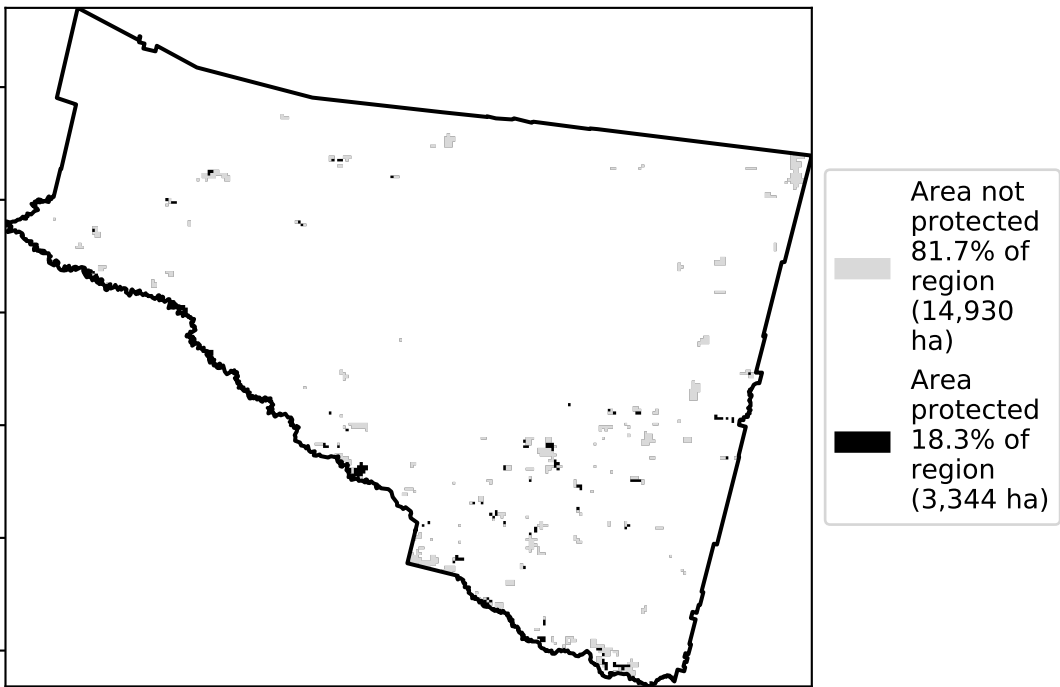 Area not
protected
81.7% of
region
(14,930
ha)
Area
protected
18.3% of
region
(3,344 ha)